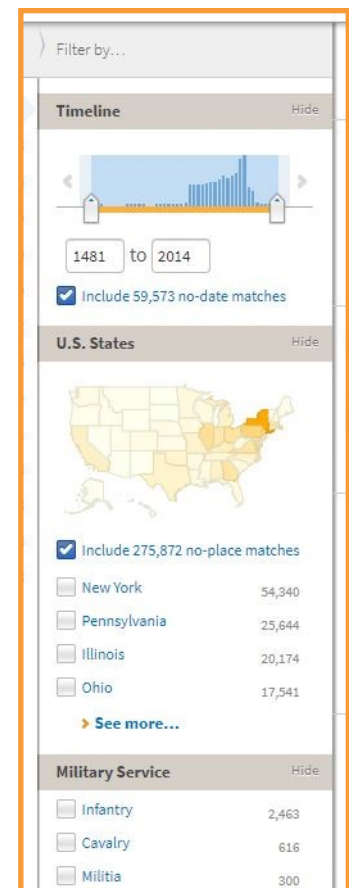 Filter by...
Timeline Hide
1481 to 2014
Include 59,573 no-date matches
U.S. States Hide
Include 275,872 no-place matches
New York 54,340
Pennsylvania 25,644
Illinois 20,174
Ohio 17,541
See more...
Military Service Hide
Infantry 2,463
Cavalry 616
Militia 300